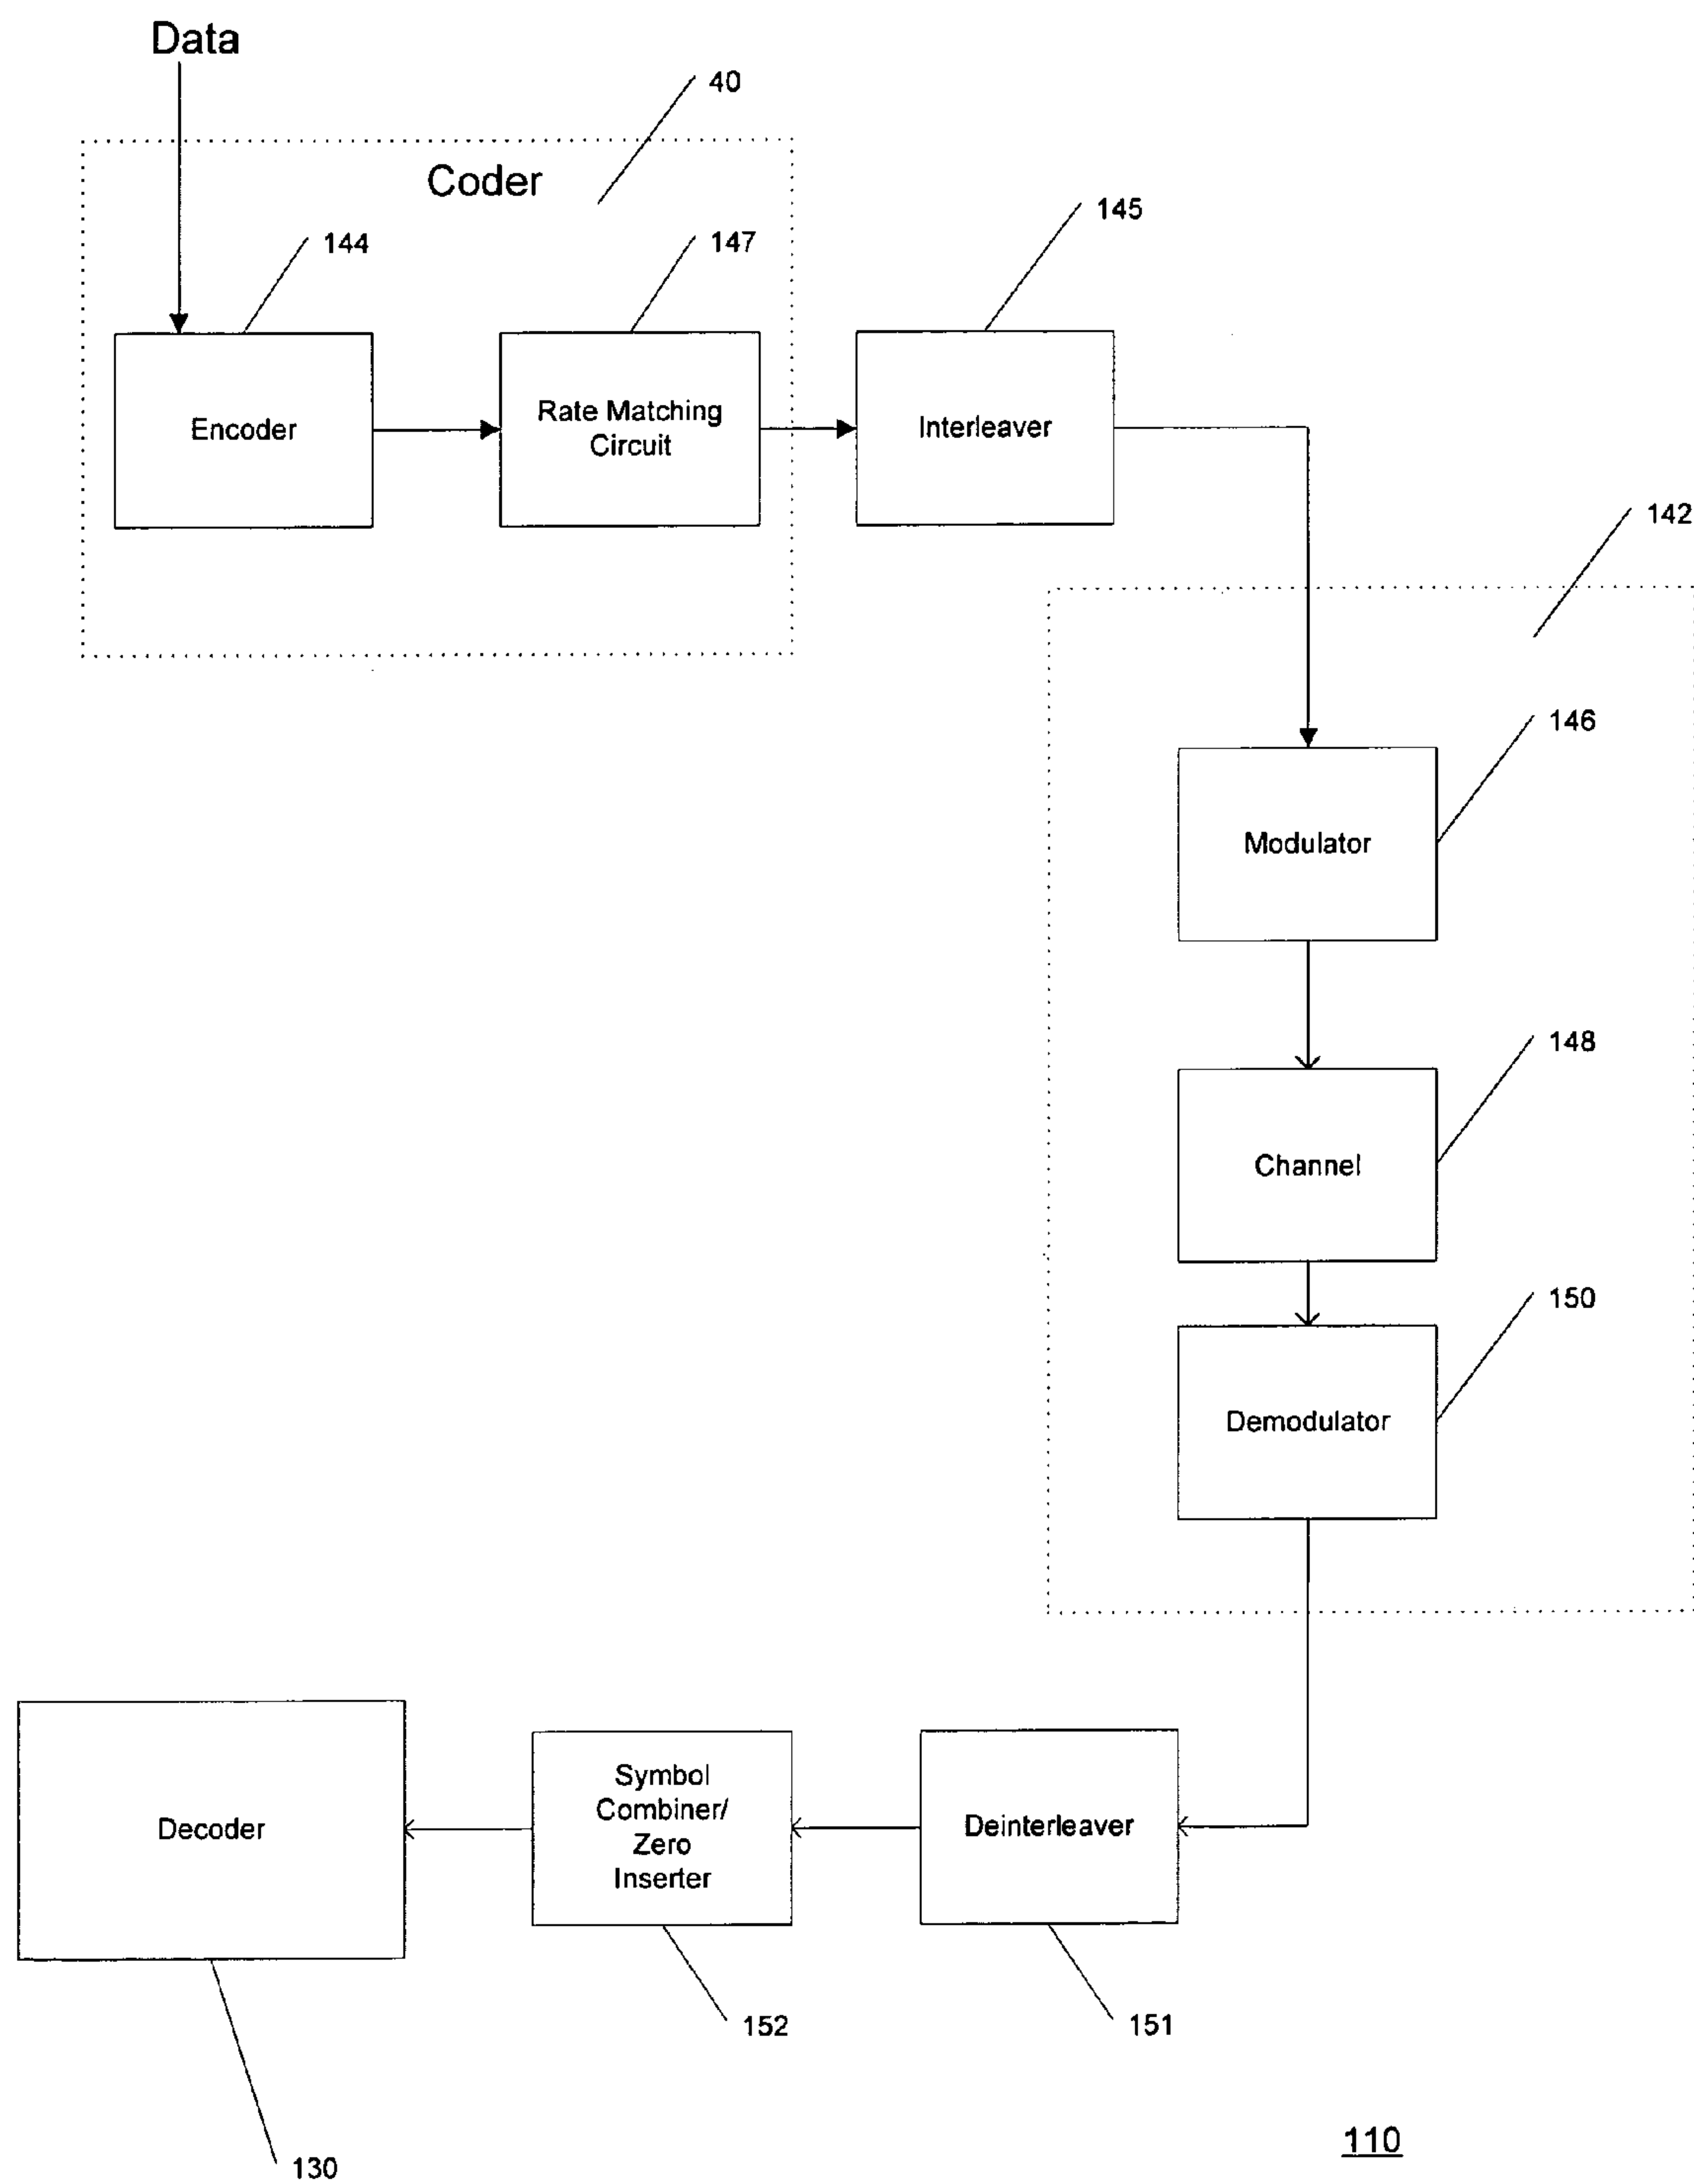 Data
40
Coder
145
144
147
Encoder
Rate Matching
Circuit
Interleaver
142
146
Modulator
148
Channel
150
Demodulator
Decoder
Symbol
Combiner/
Zero
Inserter
Deinterleaver
152
151
110
130